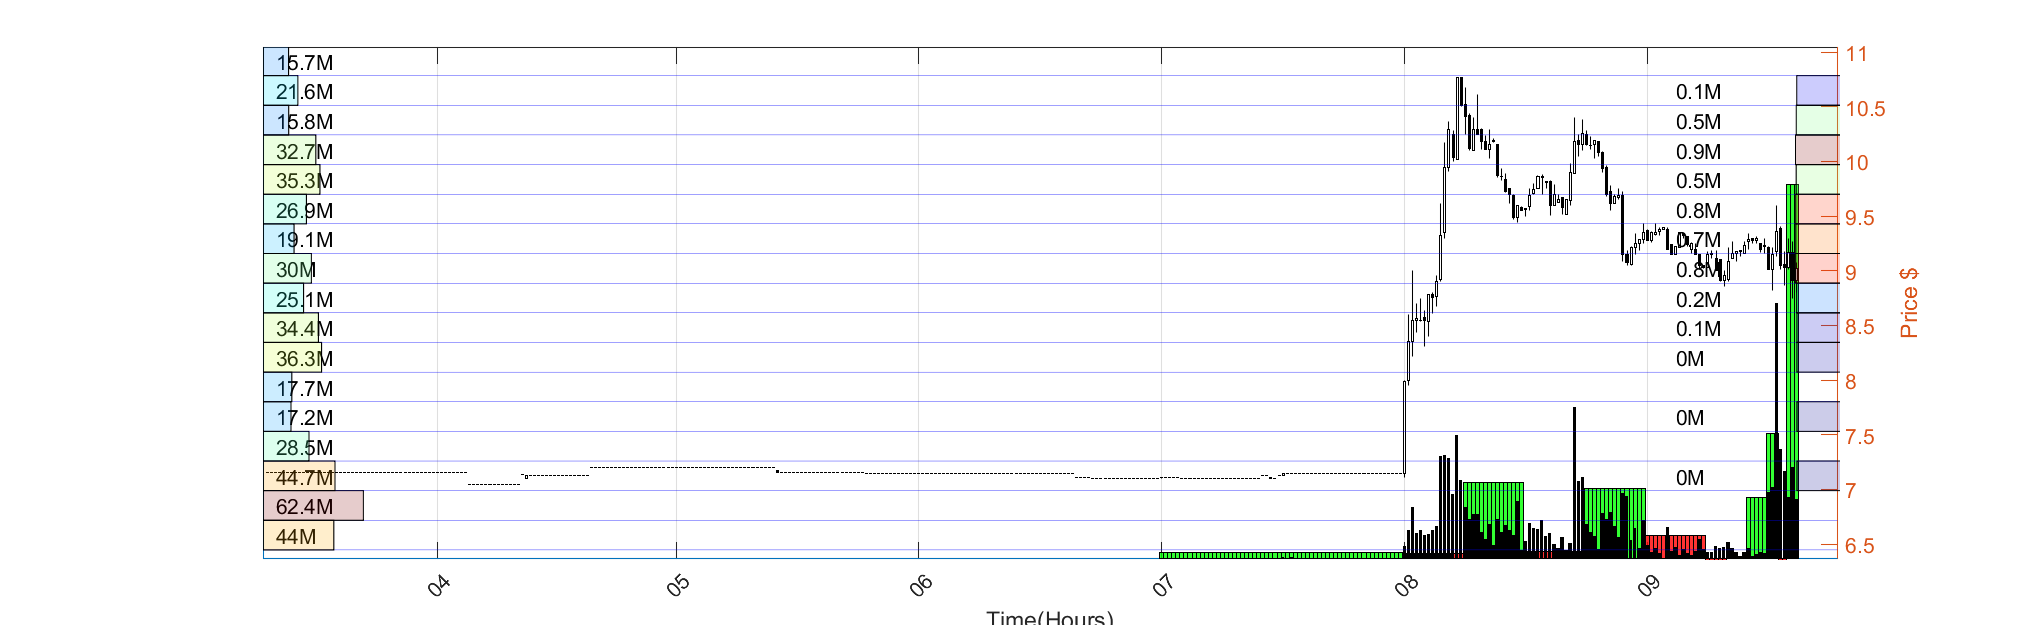 15.7M
21.6M
15.8M
32.7M
35.3M
26.9M
19.1M
30M
25.1M
34.4M
36.3M
17.7M
17.2M
28.5M
44.7M
62.4M
44M
0.1M
0.5M
0.9M
0.5M
0.8M
0.7M
0.8M
0.2M
0.1M
0M
0M
0M
11
10.5
10
9.5
9
8.5
8
7.5
7
6.5
Price $
04
05
06
07
08
09
Time(Hours)